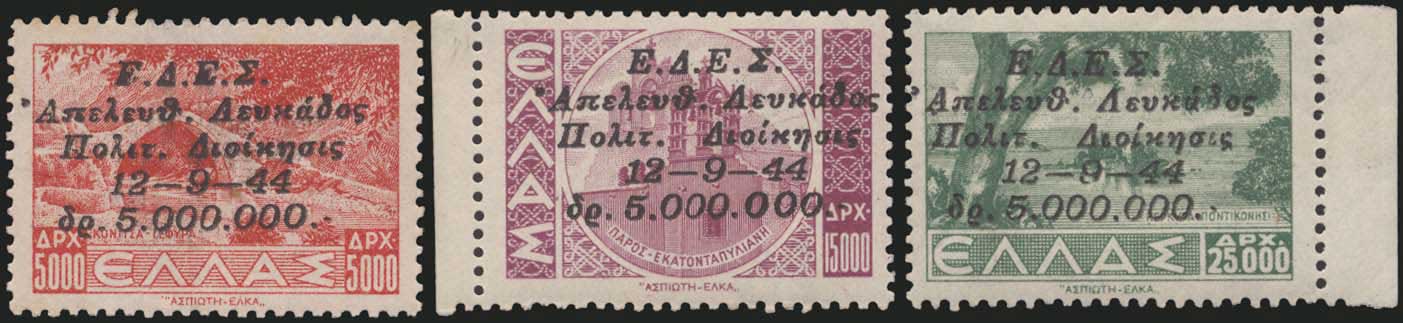 Ε.Δ.Ε.Σ.
'Απελευθ. Λευκάδος
Πολιτ. Διοίκησις
12-9-44
δρ. 5.000.000.-
ΚΟΝΙΤΣΑ ΓΕΦΥΡΑ
ΔΡΧ. 5000
ΕΛΛΑΣ
ΔΡΧ. 5000
"ΑΣΠΙΩΤΗ-ΕΛΚΑ„
ΕΛΛΑΣ
Ε.Δ.Ε.Σ.
'Απελευθ. Λευκάδος
Πολιτ. Διοίκησις
12-9-44
δρ. 5.000.000.-
ΠΑΡΟΣ-ΕΚΑΤΟΝΤΑΠΥΛΙΑΝΗ
ΔΡΧ.
15000
"ΑΣΠΙΩΤΗ-ΕΛΚΑ„
Ε.Δ.Ε.Σ.
'Απελευθ. Λευκάδος
Πολιτ. Διοίκησις
12-9-44
δρ. 5.000.000.-
ΠΟΝΤΙΚΟΝΗΣΙ
ΕΛΛΑΣ
ΔΡΧ.
25.000
"ΑΣΠΙΩΤΗ-ΕΛΚΑ„